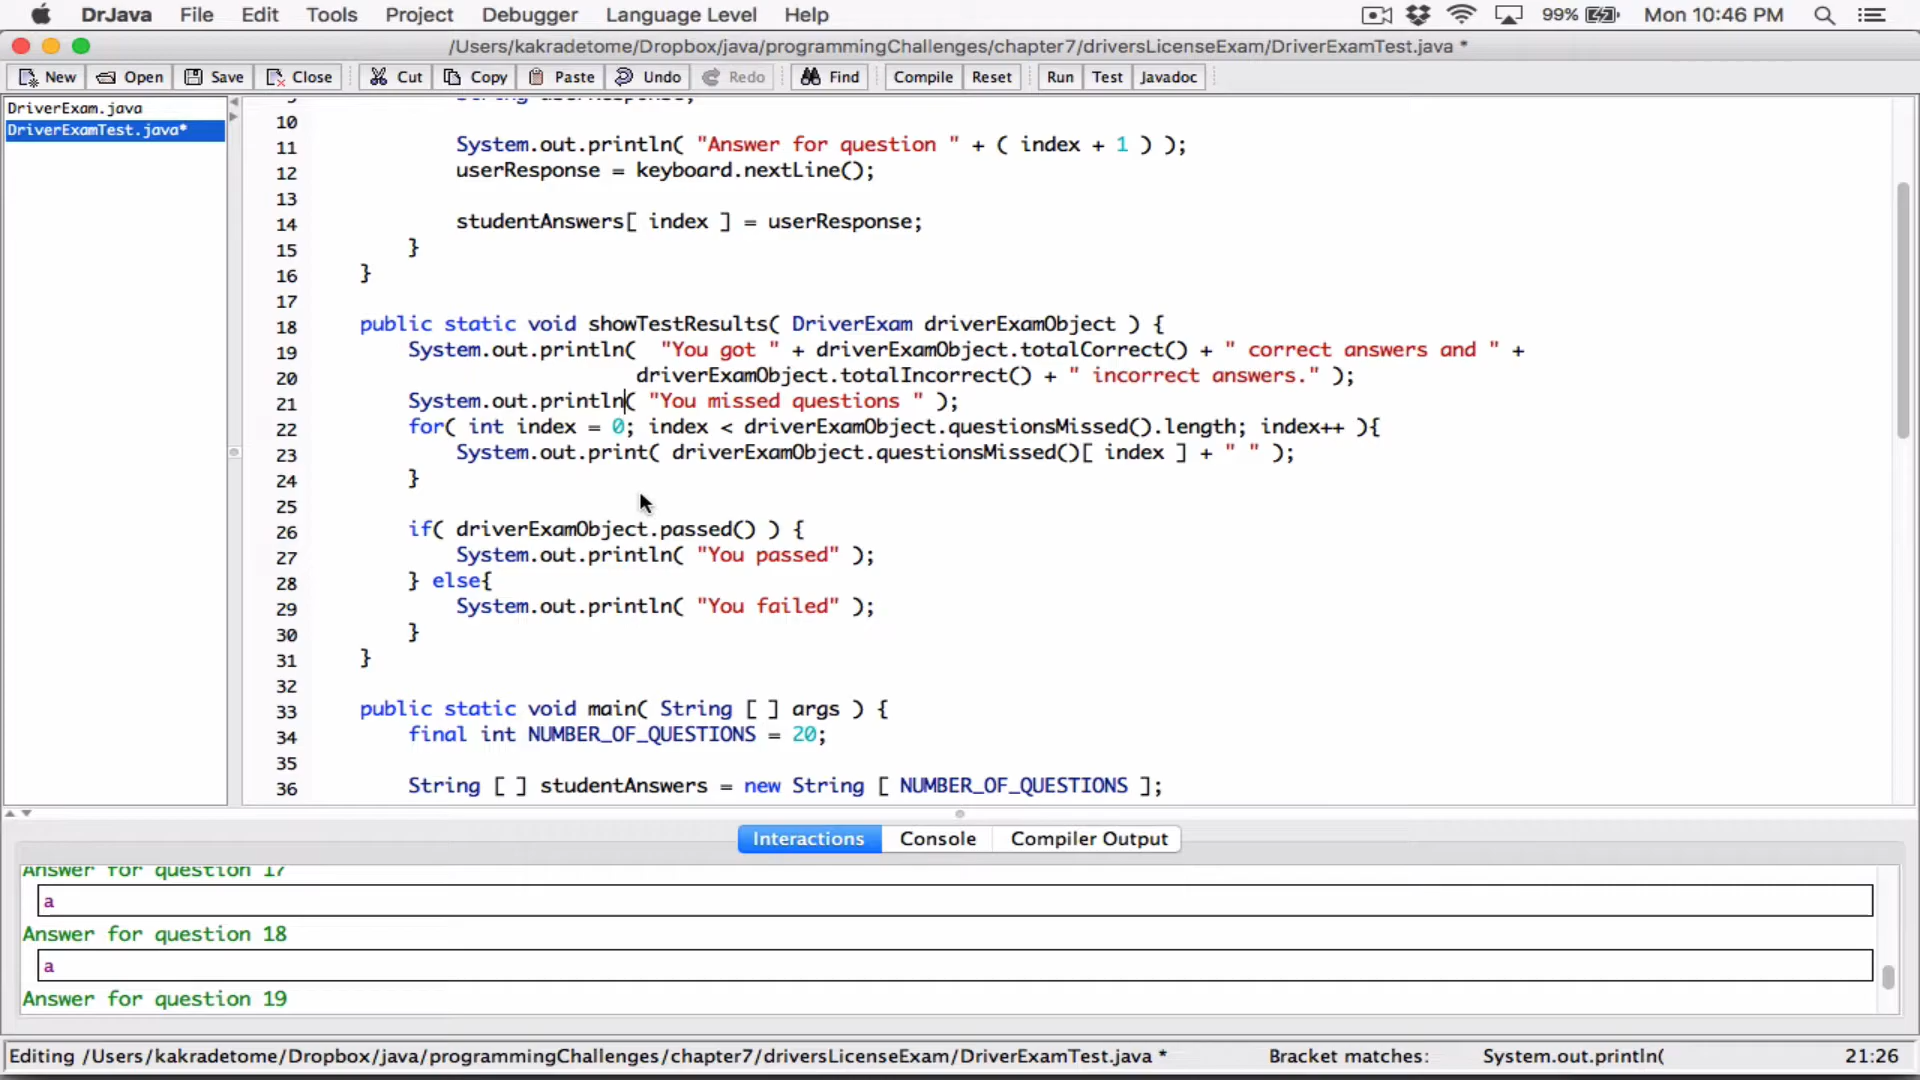 DrJava File Edit Tools Project Debugger Language Level Help 99% Mon 10:46 PM
/Users/kakradetome/Dropbox/java/programmingChallenges/chapter7/driversLicenseExam/DriverExamTest.java *
New Open Save Close Cut Copy Paste Undo Redo Find Compile Reset Run Test Javadoc
DriverExam.java
DriverExamTest.java*
9 String userResponse;
10
11 System.out.println( "Answer for question " + ( index + 1 ) );
12 userResponse = keyboard.nextLine();
13
14 studentAnswers[ index ] = userResponse;
15 }
16 }
17
18 public static void showTestResults( DriverExam driverExamObject ) {
19 System.out.println(  "You got " + driverExamObject.totalCorrect() + " correct answers and " +
20 driverExamObject.totalIncorrect() + " incorrect answers." );
21 System.out.println( "You missed questions " );
22 for( int index = 0; index < driverExamObject.questionsMissed().length; index++ ){
23 System.out.print( driverExamObject.questionsMissed()[ index ] + " " );
24 }
25
26 if( driverExamObject.passed() ) {
27 System.out.println( "You passed" );
28 } else{
29 System.out.println( "You failed" );
30 }
31 }
32
33 public static void main( String [ ] args ) {
34 final int NUMBER_OF_QUESTIONS = 20;
35
36 String [ ] studentAnswers = new String [ NUMBER_OF_QUESTIONS ];
Interactions Console Compiler Output
Answer for question 17
a
Answer for question 18
a
Answer for question 19
Editing /Users/kakradetome/Dropbox/java/programmingChallenges/chapter7/driversLicenseExam/DriverExamTest.java * Bracket matches: System.out.println( 21:26